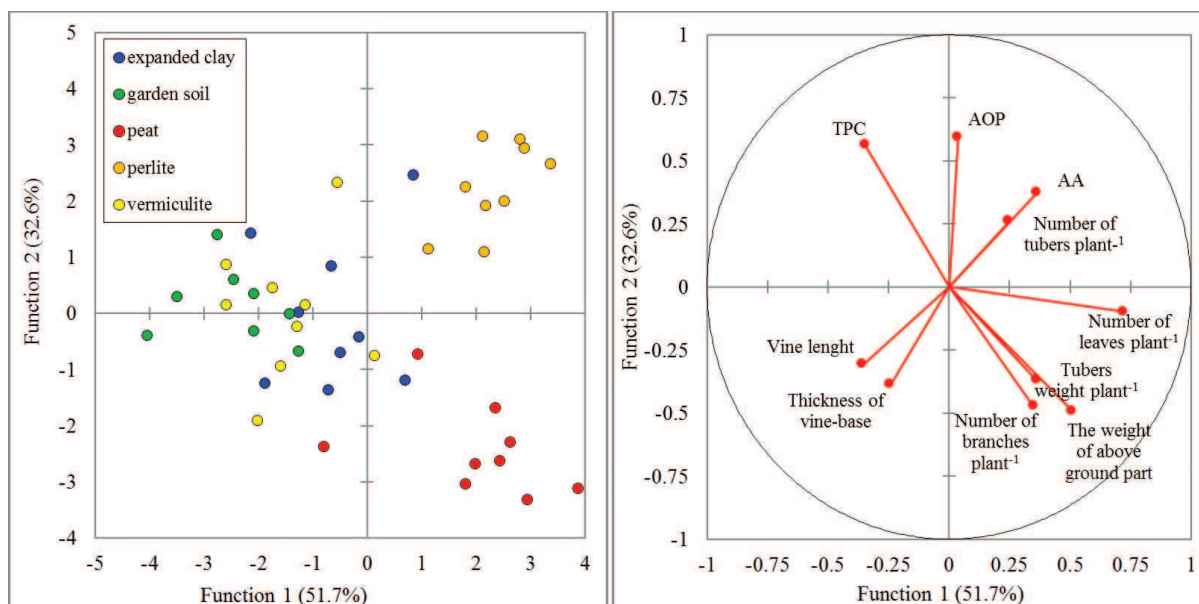 5
4
3
2
1
0
-1
-2
-3
-4
-5 -4 -3 -2 -1 0 1 2 3 4
Function 2 (32.6%)
Function 1 (51.7%)
expanded clay
garden soil
peat
perlite
vermiculite
1
0.75
0.5
0.25
0
-0.25
-0.5
-0.75
-1
-1 -0.75 -0.5 -0.25 0 0.25 0.5 0.75 1
Function 2 (32.6%)
Function 1 (51.7%)
TPC
AOP
AA
Number of
tubers plant-1
Number of
leaves plant-1
Vine lenght
Tubers
weight plant-1
Thickness of
vine-base
Number of
branches
plant-1
The weight
of above
ground part